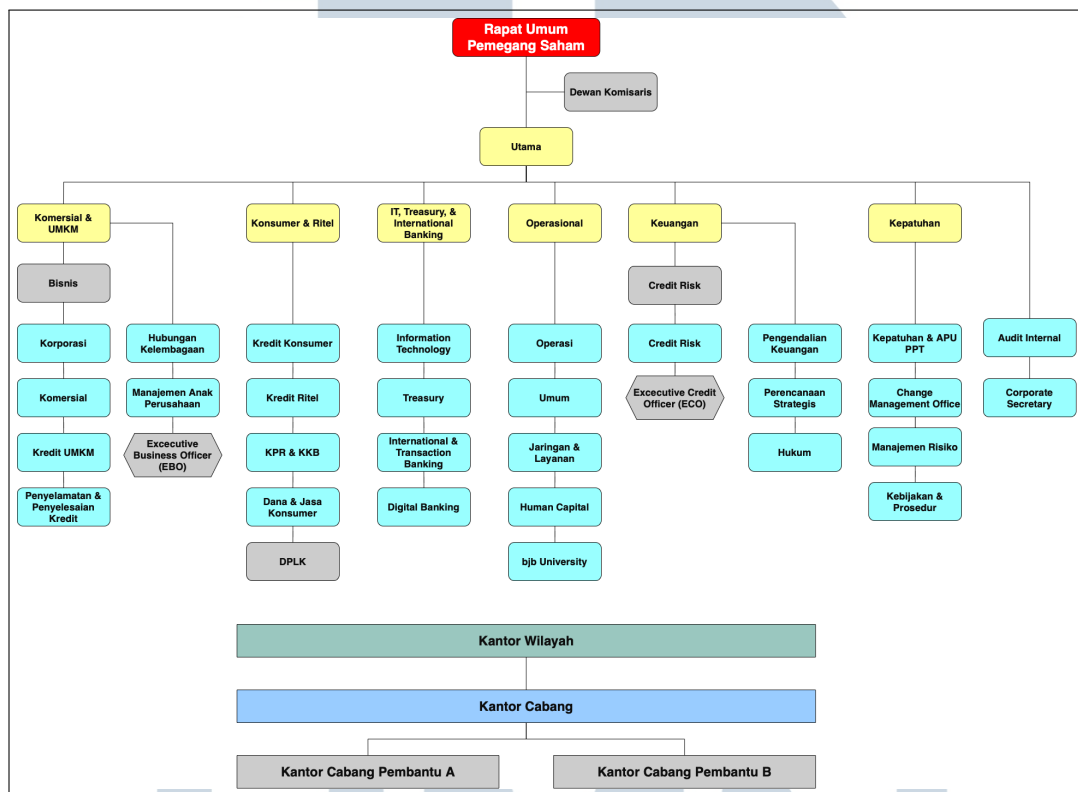 Rapat Umum
Pemegang Saham
Dewan Komisaris
Utama
Komersial &
UMKM
Konsumer & Ritel
IT, Treasury, &
International
Banking
Operasional
Keuangan
Kepatuhan
Bisnis
Credit Risk
Korporasi
Hubungan
Kelembagaan
Kredit Konsumer
Information
Technology
Operasi
Credit Risk
Pengendalian
Keuangan
Kepatuhan & APU
PPT
Audit Internal
Komersial
Manajemen Anak
Perusahaan
Kredit Ritel
Treasury
Umum
Excecutive Credit
Officer (ECO)
Perencanaan
Strategis
Change
Management Office
Corporate
Secretary
Kredit UMKM
Excecutive
Business Officer
(EBO)
KPR & KKB
International &
Transaction
Banking
Jaringan &
Layanan
Hukum
Manajemen Risiko
Penyelamatan &
Penyelesaian
Kredit
Dana & Jasa
Konsumer
Digital Banking
Human Capital
Kebijakan &
Prosedur
DPLK
bjb University
Kantor Wilayah
Kantor Cabang
Kantor Cabang Pembantu A
Kantor Cabang Pembantu B